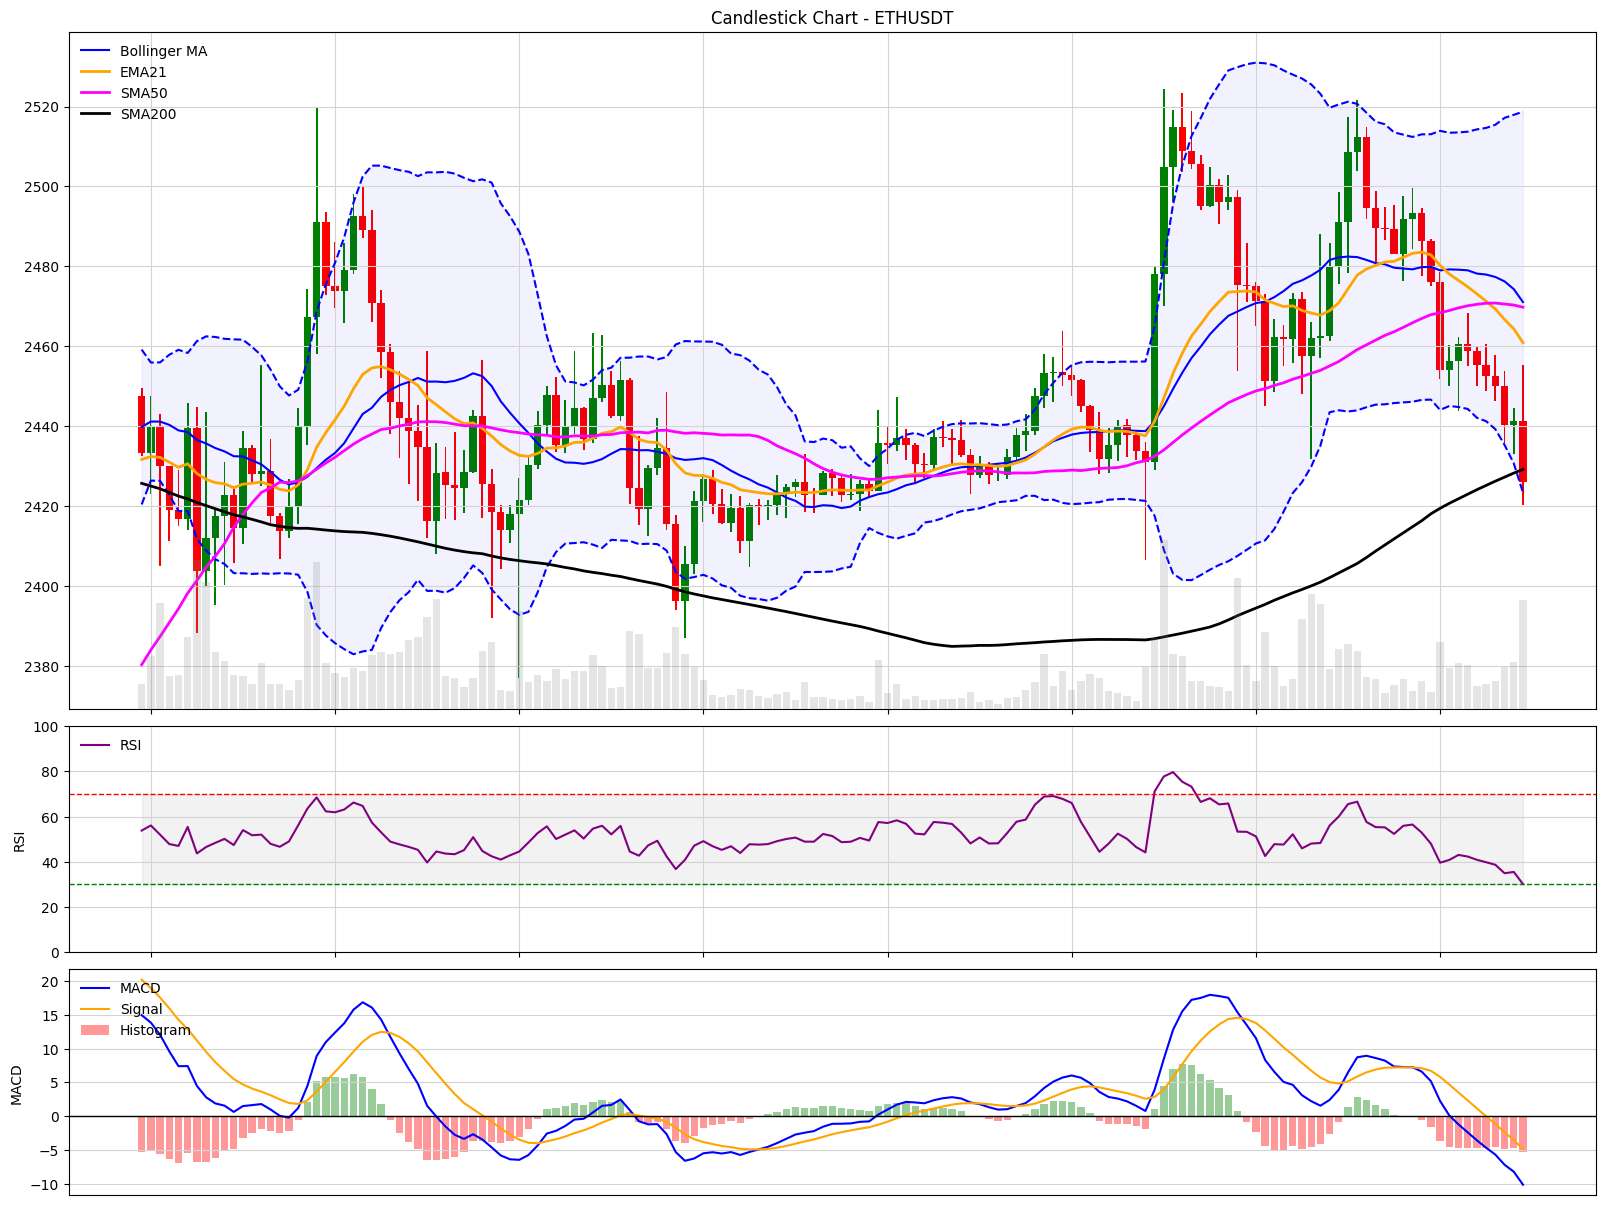 Candlestick Chart - ETHUSDT
Bollinger MA
EMA21
SMA50
SMA200
2520
2500
2480
2460
2440
2420
2400
2380
RSI
100
80
60
40
20
0
RSI
MACD
Signal
Histogram
20
15
10
5
0
−5
−10
MACD